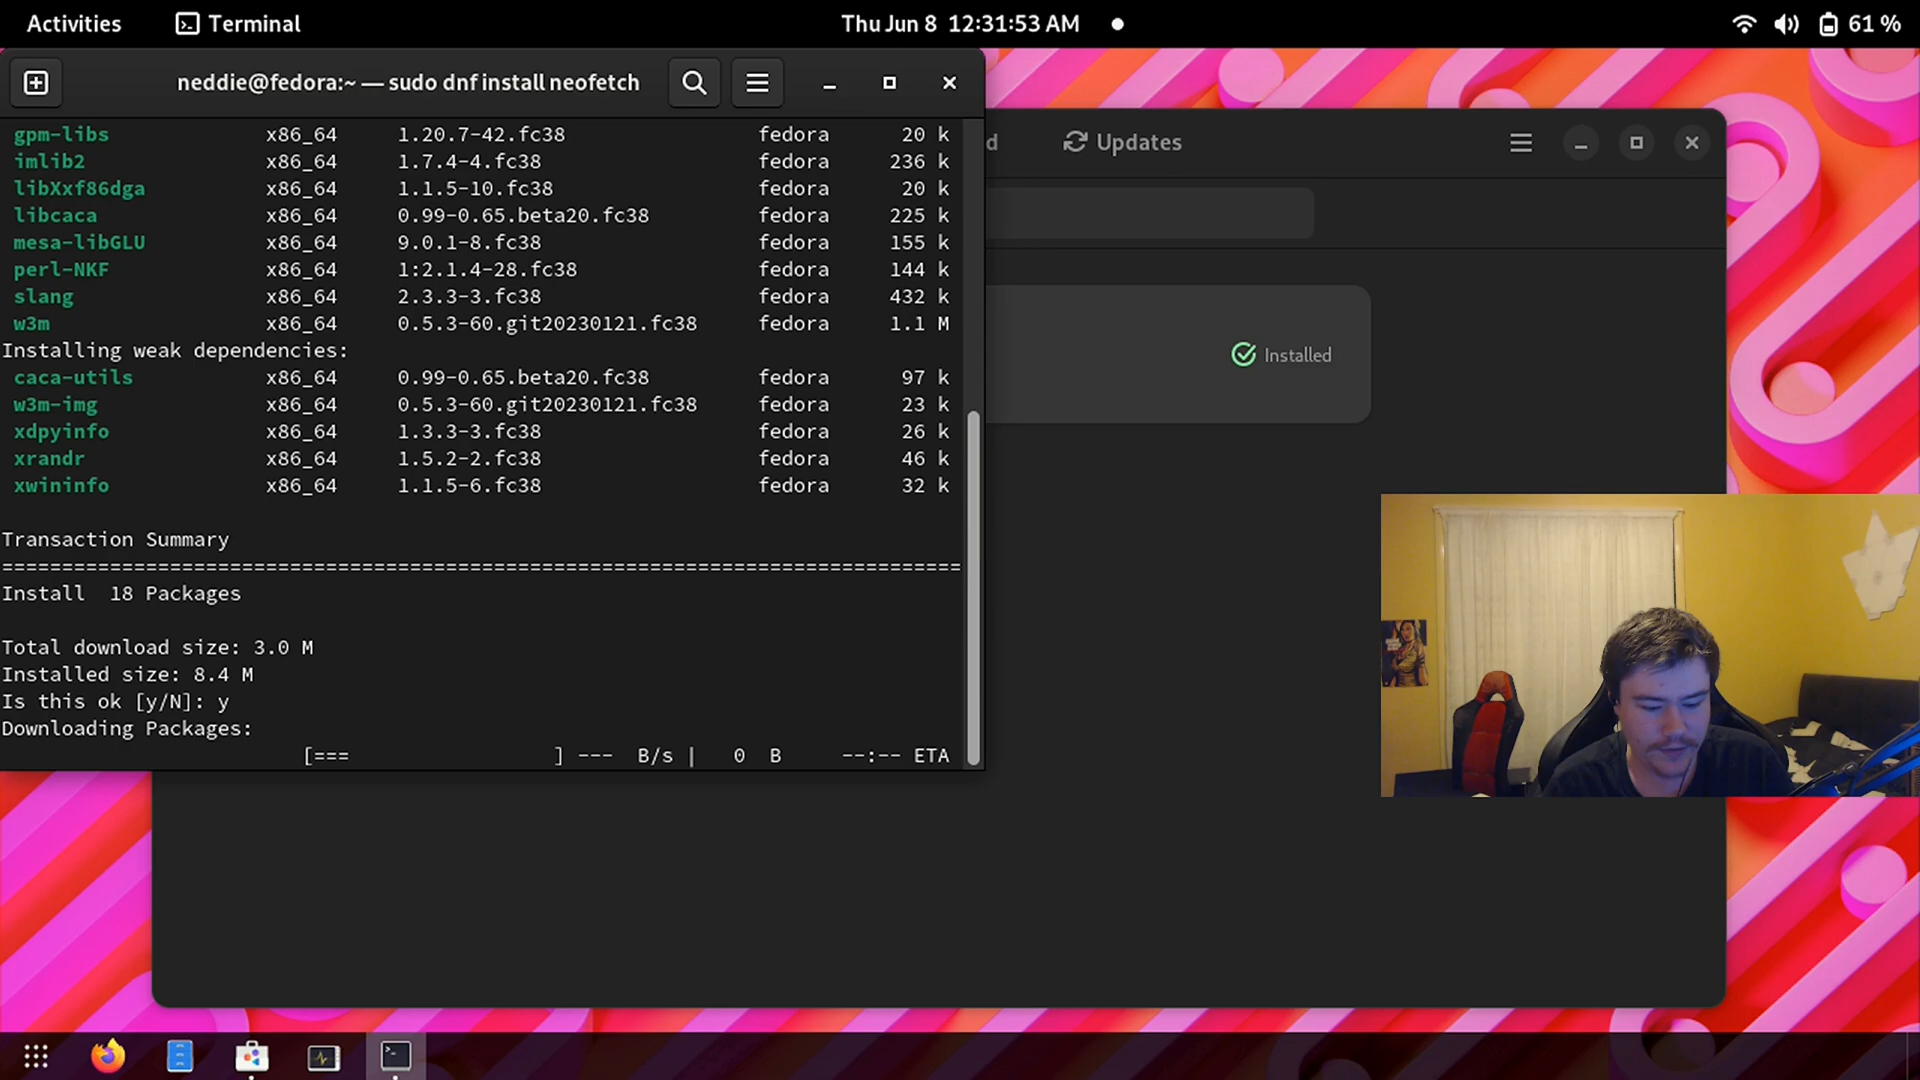 Activities
Terminal
Thu Jun 8 12:31:53 AM
61 %
neddie@fedora:~ — sudo dnf install neofetch
gpm-libs x86_64 1.20.7-42.fc38 fedora 20 k
imlib2 x86_64 1.7.4-4.fc38 fedora 236 k
libXxf86dga x86_64 1.1.5-10.fc38 fedora 20 k
libcaca x86_64 0.99-0.65.beta20.fc38 fedora 225 k
mesa-libGLU x86_64 9.0.1-8.fc38 fedora 155 k
perl-NKF x86_64 1:2.1.4-28.fc38 fedora 144 k
slang x86_64 2.3.3-3.fc38 fedora 432 k
w3m x86_64 0.5.3-60.git20230121.fc38 fedora 1.1 M
Installing weak dependencies:
caca-utils x86_64 0.99-0.65.beta20.fc38 fedora 97 k
w3m-img x86_64 0.5.3-60.git20230121.fc38 fedora 23 k
xdpyinfo x86_64 1.3.3-3.fc38 fedora 26 k
xrandr x86_64 1.5.2-2.fc38 fedora 46 k
xwininfo x86_64 1.1.5-6.fc38 fedora 32 k
Transaction Summary
================================================================================
Install 18 Packages
Total download size: 3.0 M
Installed size: 8.4 M
Is this ok [y/N]: y
Downloading Packages:
[=== ] --- B/s | 0 B --:-- ETA
d
Updates
Installed